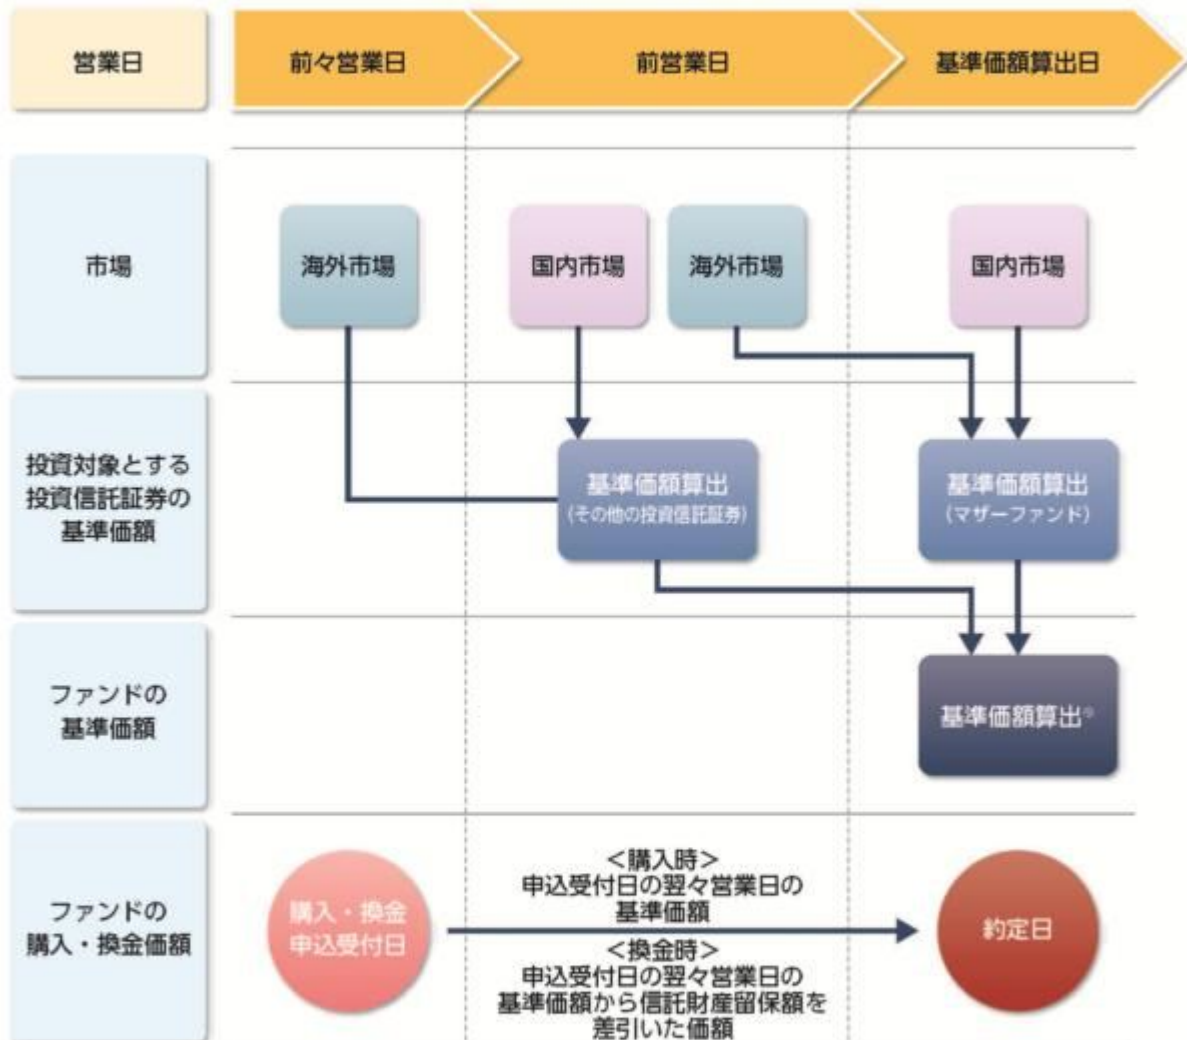 営業日
前々営業日
前営業日
基準価額算出日
市場
海外市場
国内市場
海外市場
国内市場
投資対象とする
投資信託証券の
基準価額
基準価額算出
(その他の投資信託証券)
基準価額算出
(マザーファンド)
ファンドの
基準価額
基準価額算出※
ファンドの
購入・換金価額
購入・換金
申込受付日
＜購入時＞
申込受付日の翌々営業日の
基準価額
＜換金時＞
申込受付日の翌々営業日の
基準価額から信託財産留保額を
差引いた価額
約定日